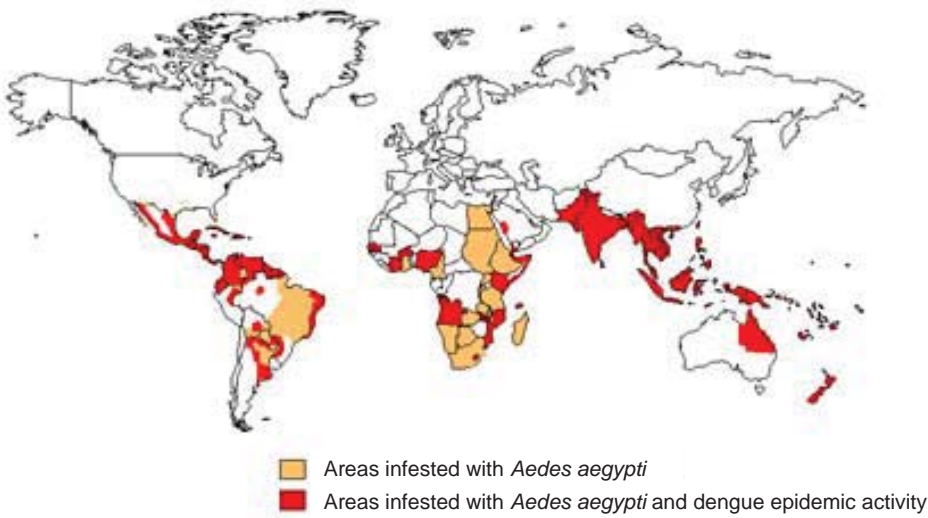 Areas infested with Aedes aegypti
Areas infested with Aedes aegypti and dengue epidemic activity